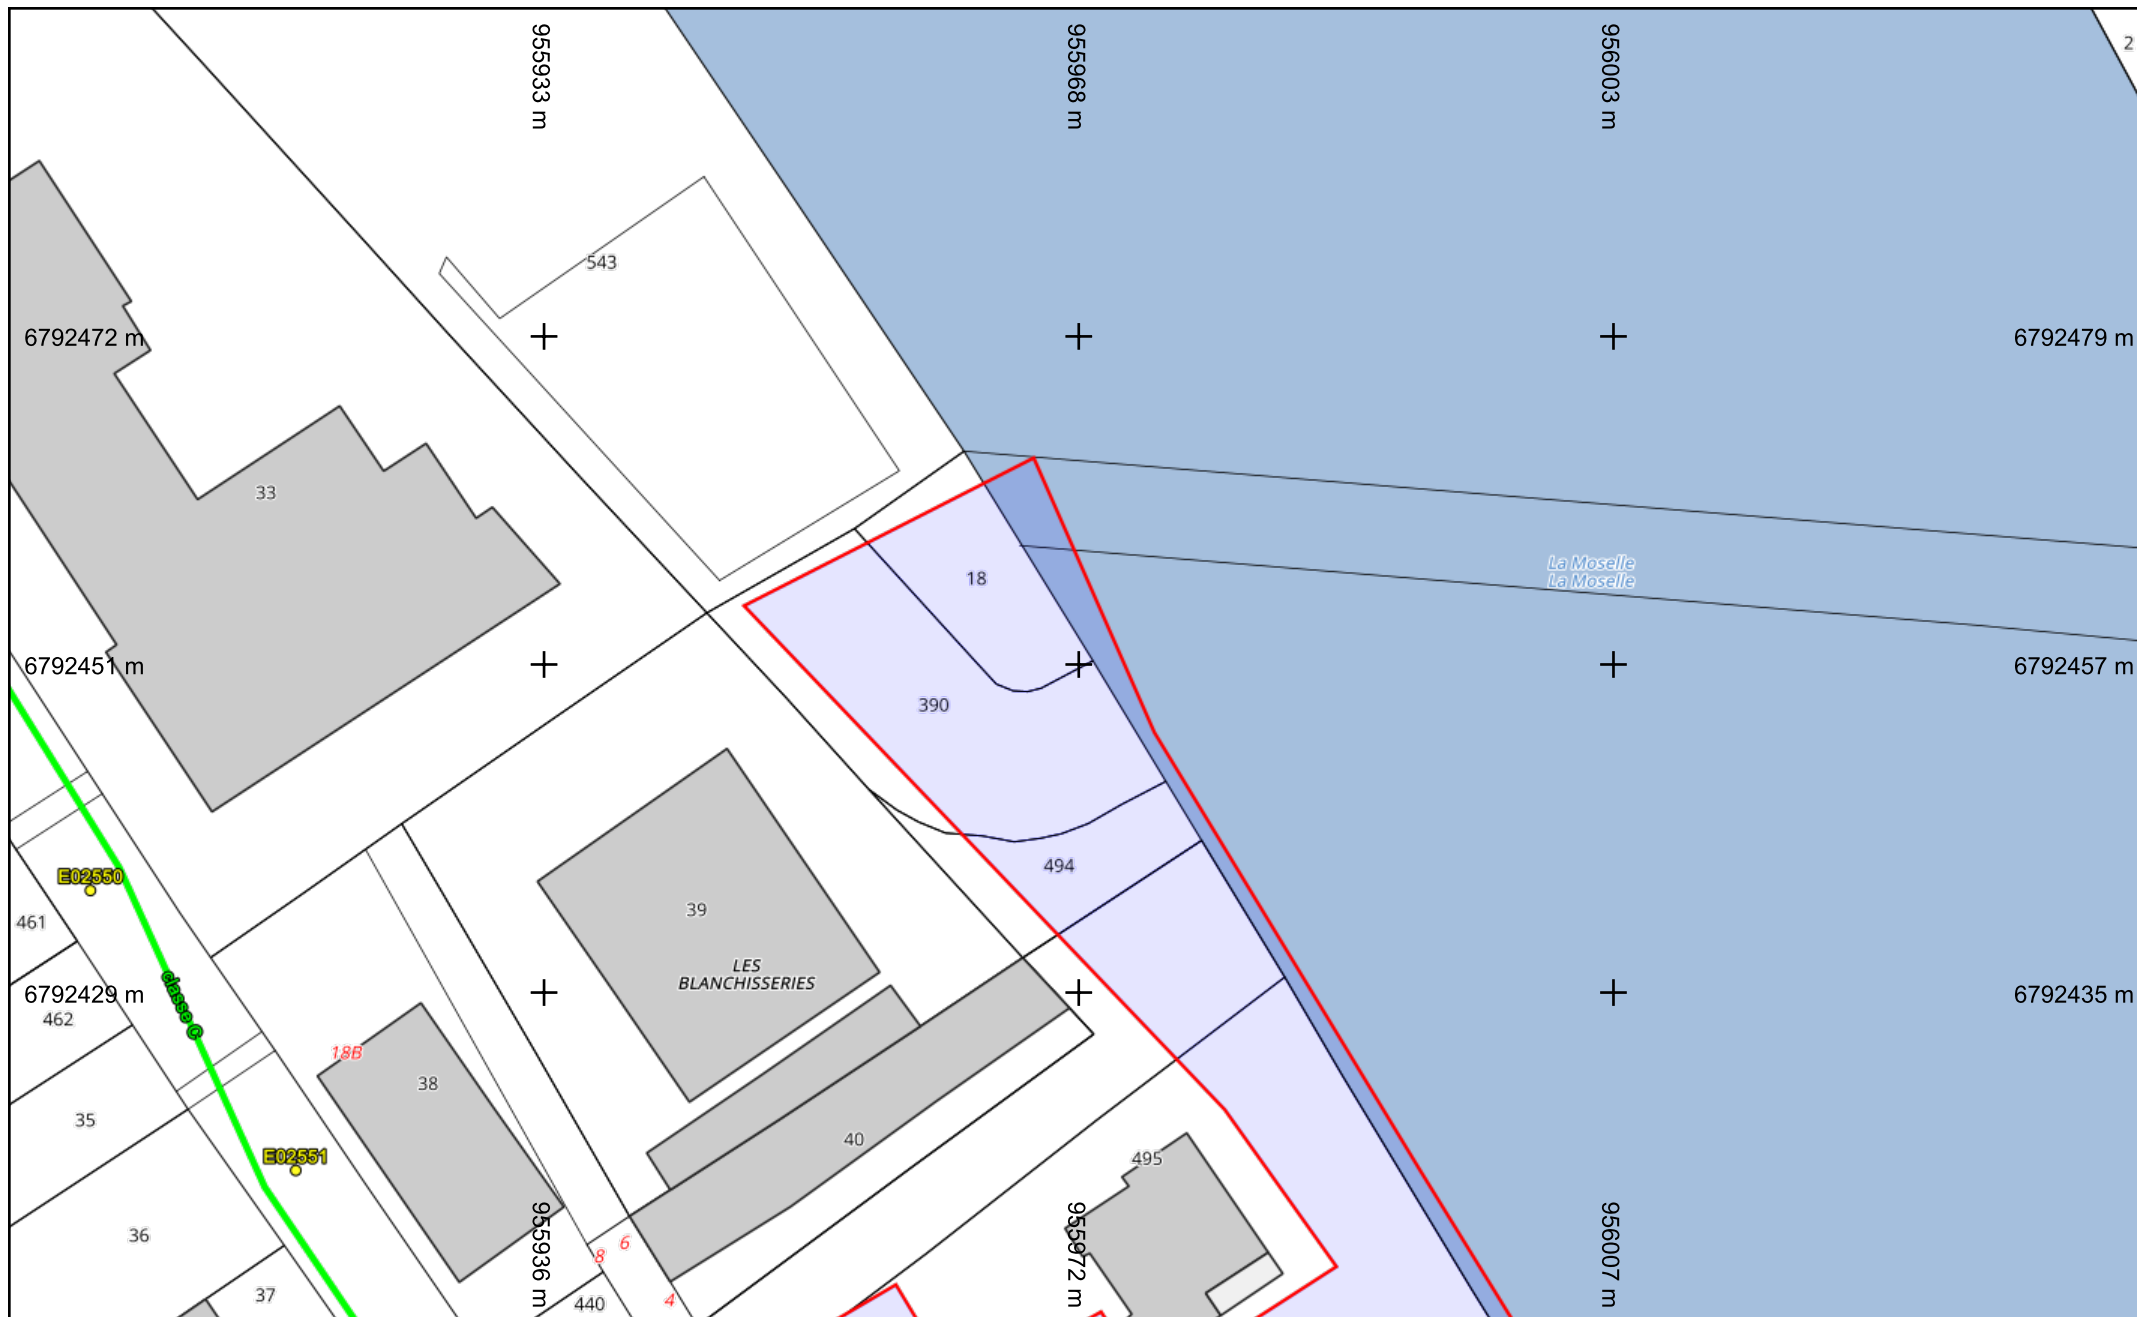 955933 m
955968 m
956003 m
2
543
6792472 m
6792479 m
33
La Moselle
La Moselle
18
6792451 m
6792457 m
390
494
E02550
461
39
LES
BLANCHISSERIES
classe C
6792429 m
6792435 m
462
18B
38
35
40
E02551
495
36
6
8
955936 m
955972 m
956007 m
37
440
4